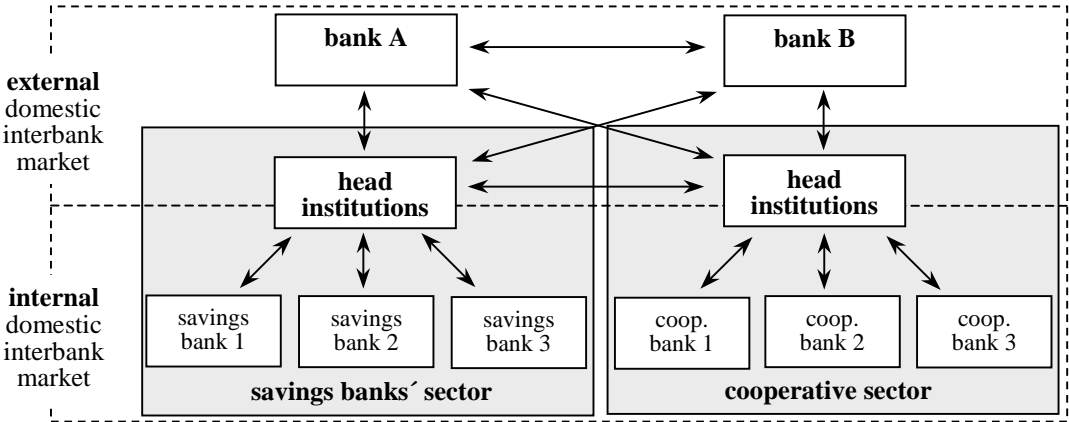 bank A
bank B
external
domestic
interbank
market
head
institutions
head
institutions
internal
domestic
interbank
market
savings
bank 1
savings
bank 2
savings
bank 3
coop.
bank 1
coop.
bank 2
coop.
bank 3
savings banks´ sector
cooperative sector